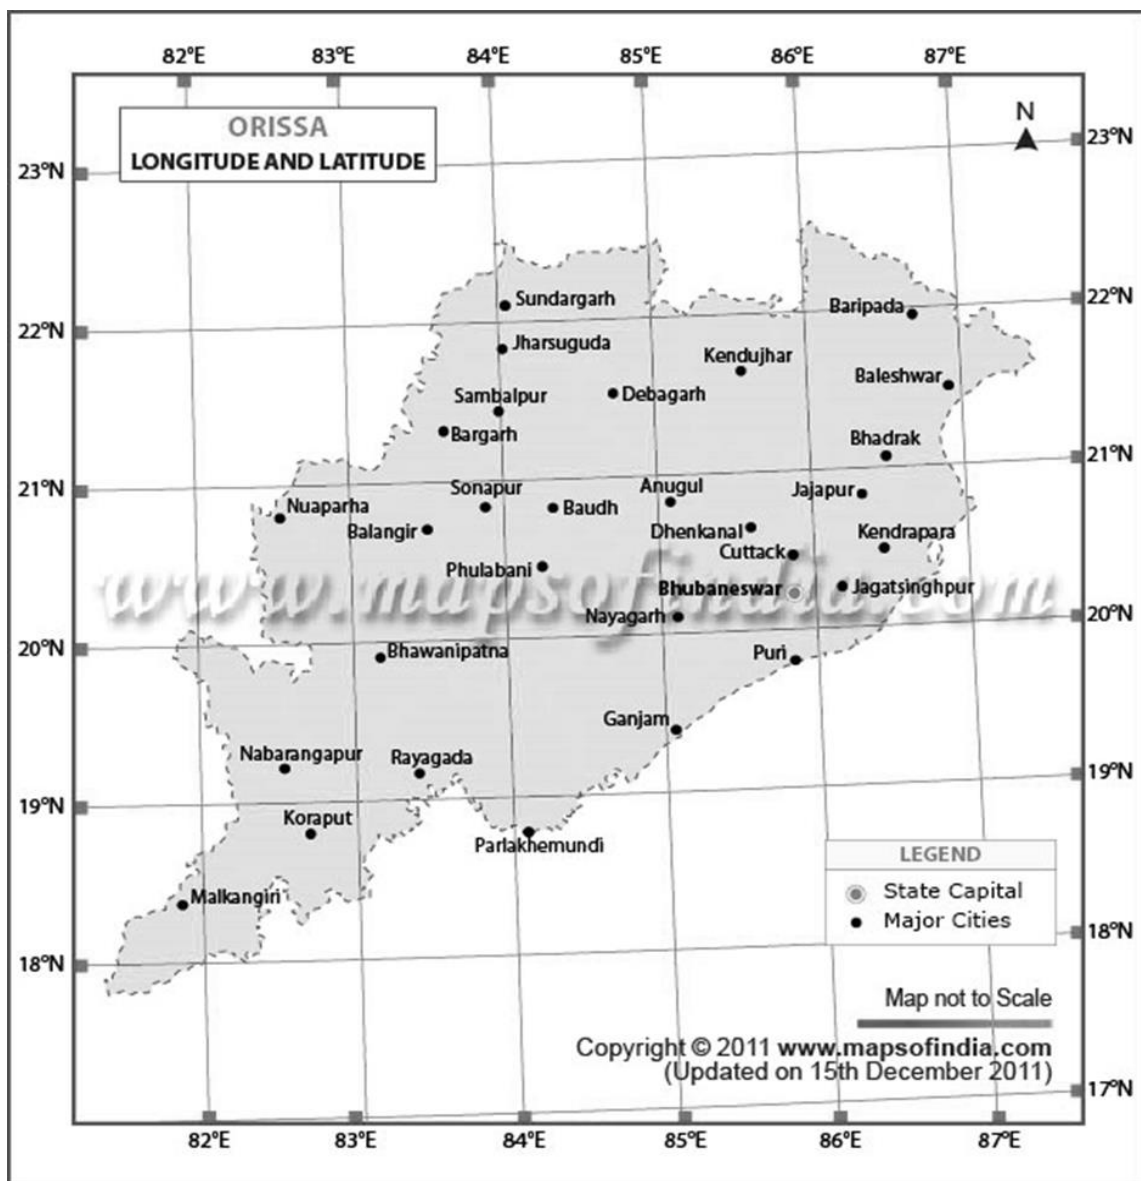 82°E 83°E 84°E 85°E 86°E 87°E
ORISSA
LONGITUDE AND LATITUDE
N
23°N
23°N
Sundargarh
22°N
Baripada
22°N
Jharsuguda
Kendujhar
Baleshwar
Sambalpur
Debagarh
Bargarh
Bhadrak
21°N
21°N
Sonapur
Anugul
Jajapur
Nuaparha
Baudh
Balangir
Dhenkanal
Kendrapara
Cuttack
Phulabani
www.mapsofindia.com
Bhubaneswar
Jagatsinghpur
Nayagarh
20°N
20°N
Bhawanipatna
Puri
Ganjam
Nabarangapur
Rayagada
19°N
19°N
Koraput
Parlakhemundi
LEGEND
State Capital
Major Cities
Malkangiri
18°N
18°N
Map not to Scale
Copyright © 2011 www.mapsofindia.com
(Updated on 15th December 2011)
17°N
82°E 83°E 84°E 85°E 86°E 87°E